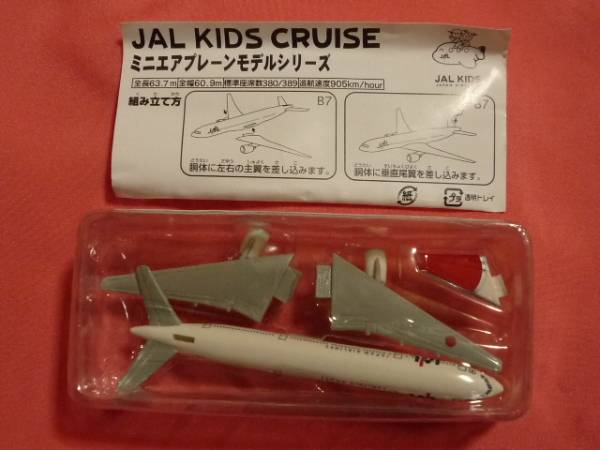 JAL KIDS CRUISE
ミニエアプレーンモデルシリーズ
JAL KIDS
全長63.7m 全幅60.9m 標準座席数380/389 巡航速度905km/hour
組み立て方
B7
胴体に左右の主翼を差し込みます。
B7
胴体に垂直尾翼を差し込みます。
紙
プラ
透明トレイ